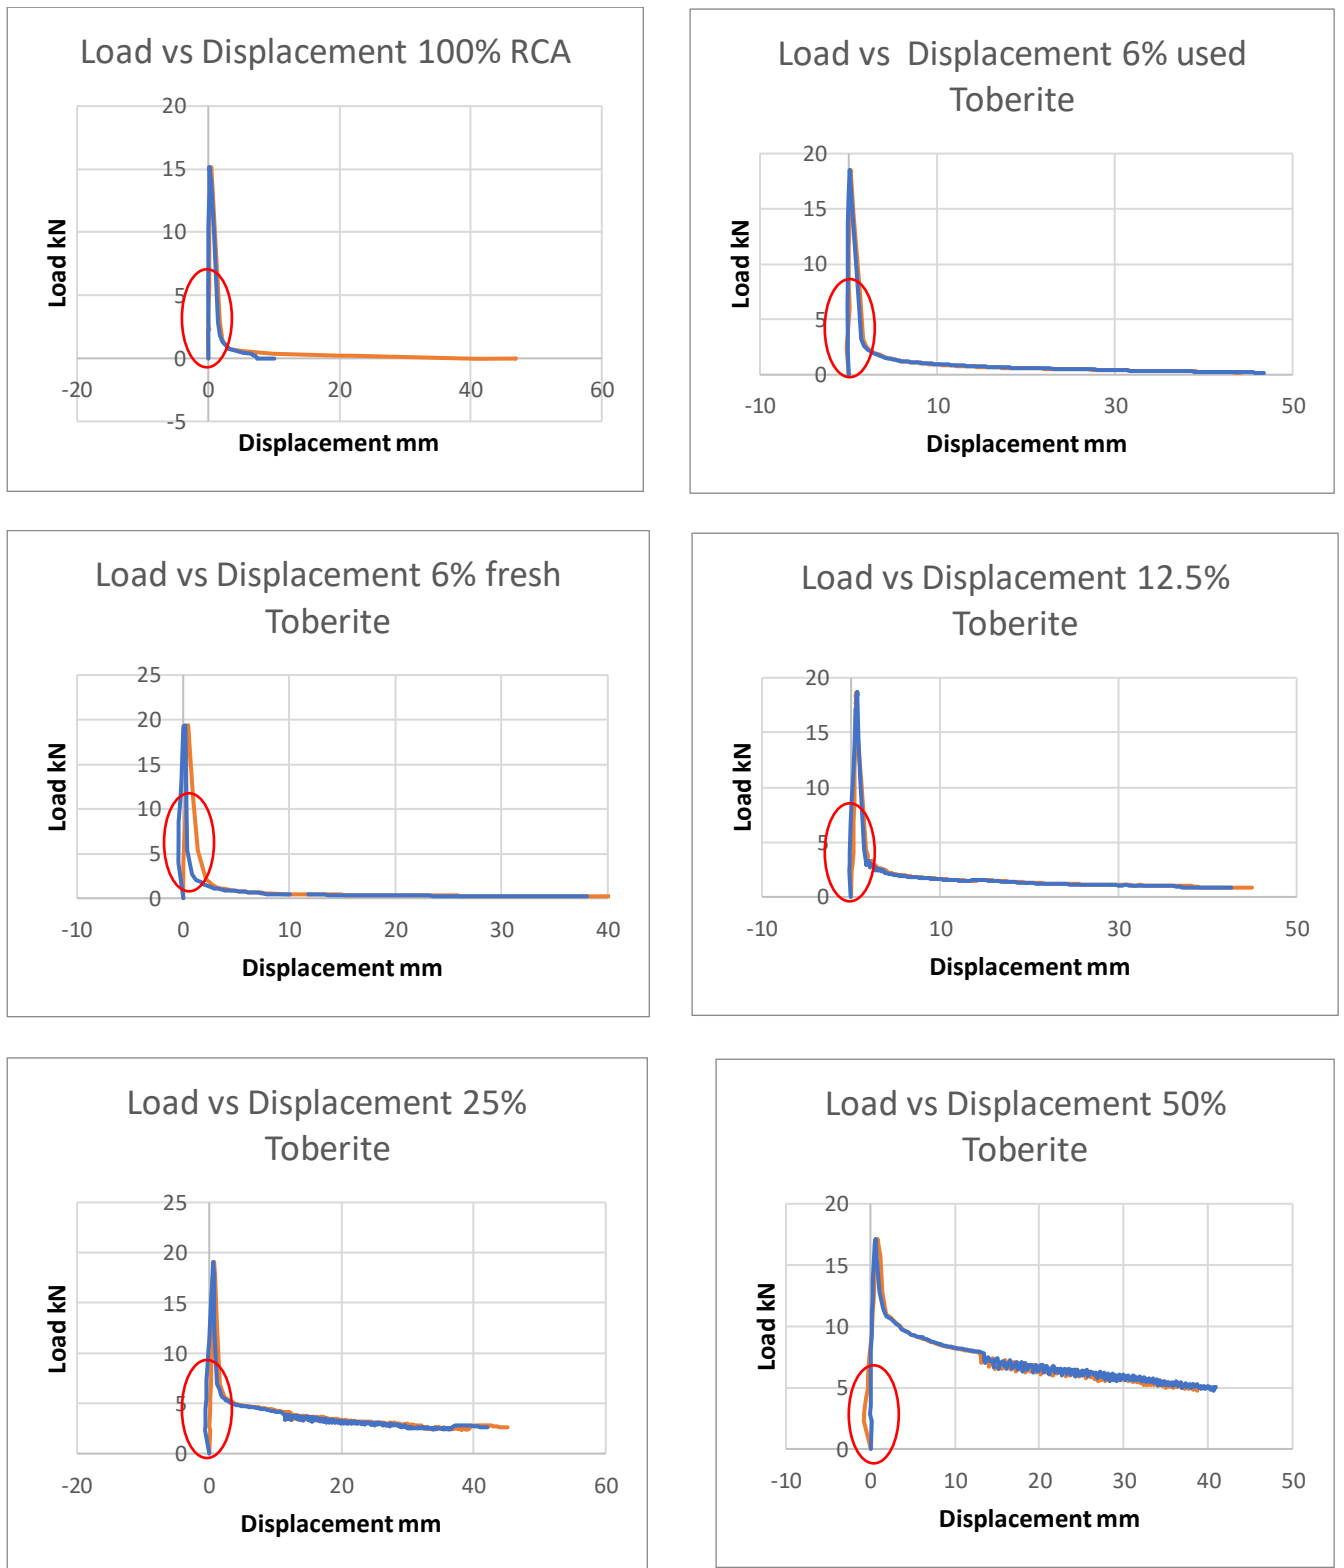 Load vs Displacement 100% RCA
20
15
10
5
0
-5
-20
0
20
40
60
Load kN
Displacement mm
Load vs  Displacement 6% used
Toberite
20
15
10
5
0
-10
10
30
50
Load kN
Displacement mm
Load vs Displacement 6% fresh
Toberite
25
20
15
10
5
0
-10
0
10
20
30
40
Load kN
Displacement mm
Load vs Displacement 12.5%
Toberite
20
15
10
5
0
-10
10
30
50
Load kN
Displacement mm
Load vs Displacement 25%
Toberite
25
20
15
10
5
0
-20
0
20
40
60
Load kN
Displacement mm
Load vs Displacement 50%
Toberite
20
15
10
5
0
-10
0
10
20
30
40
50
Load kN
Displacement mm